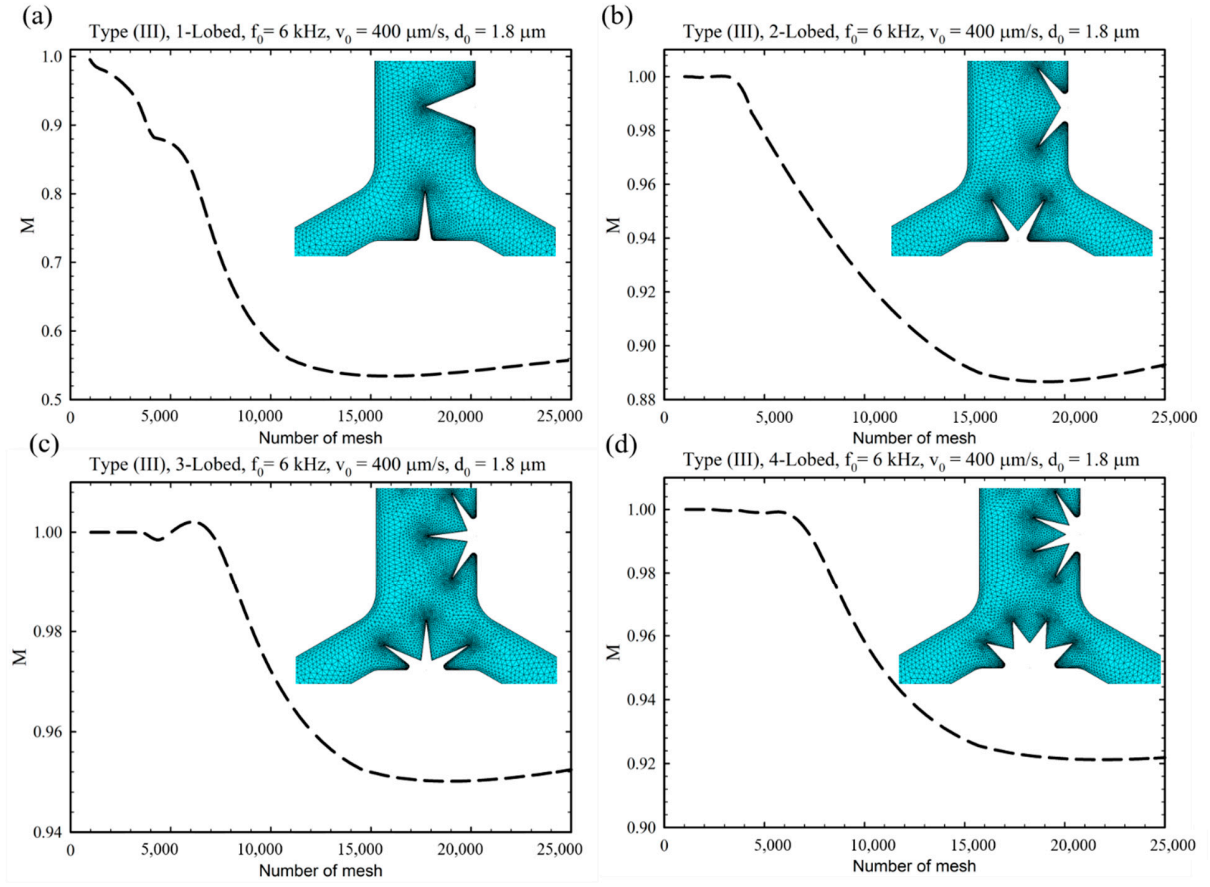 (a)
Type (III), 1-Lobed, f₀= 6 kHz, v₀ = 400 μm/s, d₀ = 1.8 μm
1.0
0.9
0.8
0.7
0.6
0.5
M
0 5,000 10,000 15,000 20,000 25,000
Number of mesh
(b)
Type (III), 2-Lobed, f₀= 6 kHz, v₀ = 400 μm/s, d₀ = 1.8 μm
1.00
0.98
0.96
0.94
0.92
0.90
0.88
M
0 5,000 10,000 15,000 20,000 25,000
Number of mesh
(c)
Type (III), 3-Lobed, f₀= 6 kHz, v₀ = 400 μm/s, d₀ = 1.8 μm
1.00
0.98
0.96
0.94
M
0 5,000 10,000 15,000 20,000 25,000
Number of mesh
(d)
Type (III), 4-Lobed, f₀= 6 kHz, v₀ = 400 μm/s, d₀ = 1.8 μm
1.00
0.98
0.96
0.94
0.92
0.90
M
0 5,000 10,000 15,000 20,000 25,000
Number of mesh